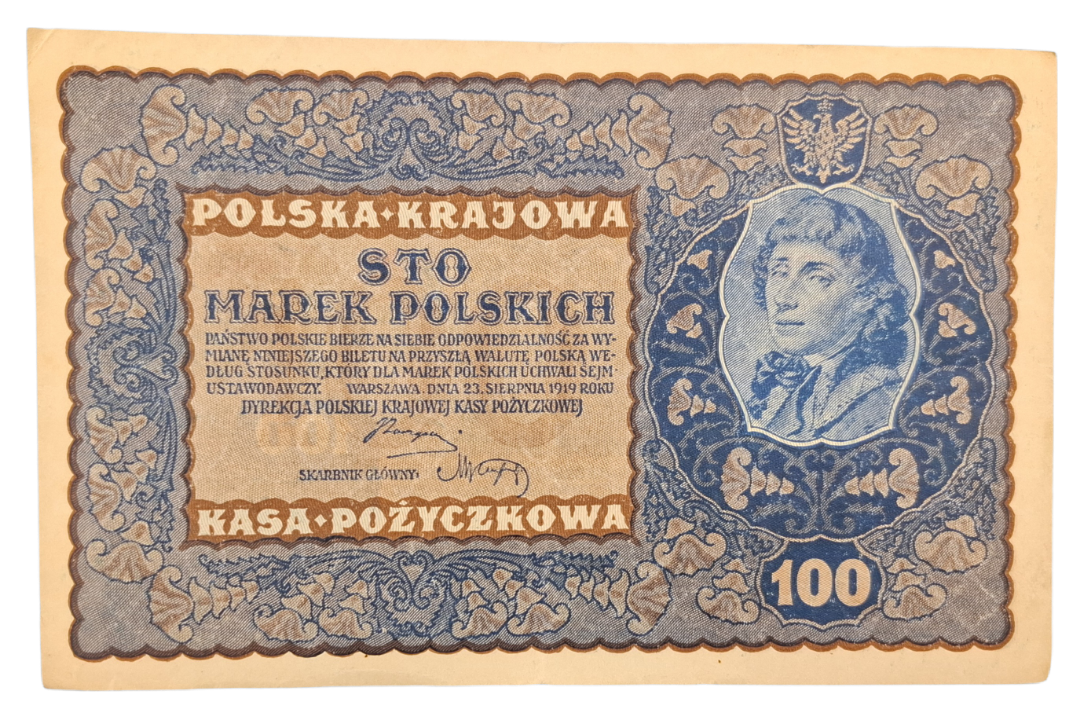 POLSKA·KRAJOWA
STO
MAREK POLSKICH
PAŃSTWO POLSKIE BIERZE NA SIEBIE ODPOWIEDZIALNOŚĆ ZA WY-
MIANĘ NINIEJSZEGO BILETU NA PRZYSZŁĄ WALUTĘ POLSKĄ WE-
DŁUG STOSUNKU, KTÓRY DLA MAREK POLSKICH UCHWALI SEJM
USTAWODAWCZY. WARSZAWA, DNIA 23. SIERPNIA 1919 ROKU
DYREKCJA POLSKIEJ KRAJOWEJ KASY POŻYCZKOWEJ
SKARBNIK GŁÓWNY:
KASA·POŻYCZKOWA
100